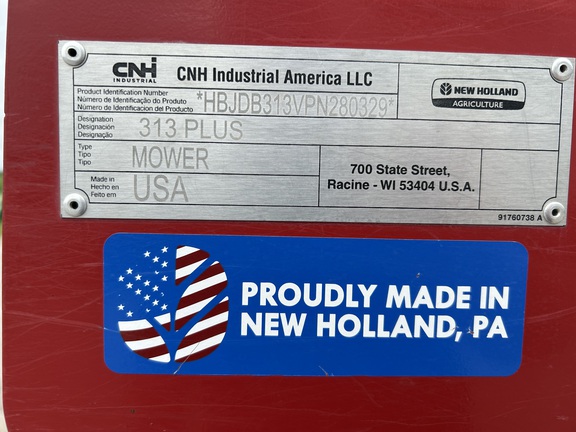 CNH
INDUSTRIAL
CNH Industrial America LLC
NEW HOLLAND
AGRICULTURE
Product Identification Number
Número de Identificação do Produto
Número de Identificacion del Producto
*HBJDB313VPN280329*
Designation
Designación
Designação
313 PLUS
Type
Tipo
Tipo
MOWER
Made in
Hecho en
Feito em
USA
700 State Street,
Racine - WI 53404 U.S.A.
91760738 A
PROUDLY MADE IN
NEW HOLLAND, PA